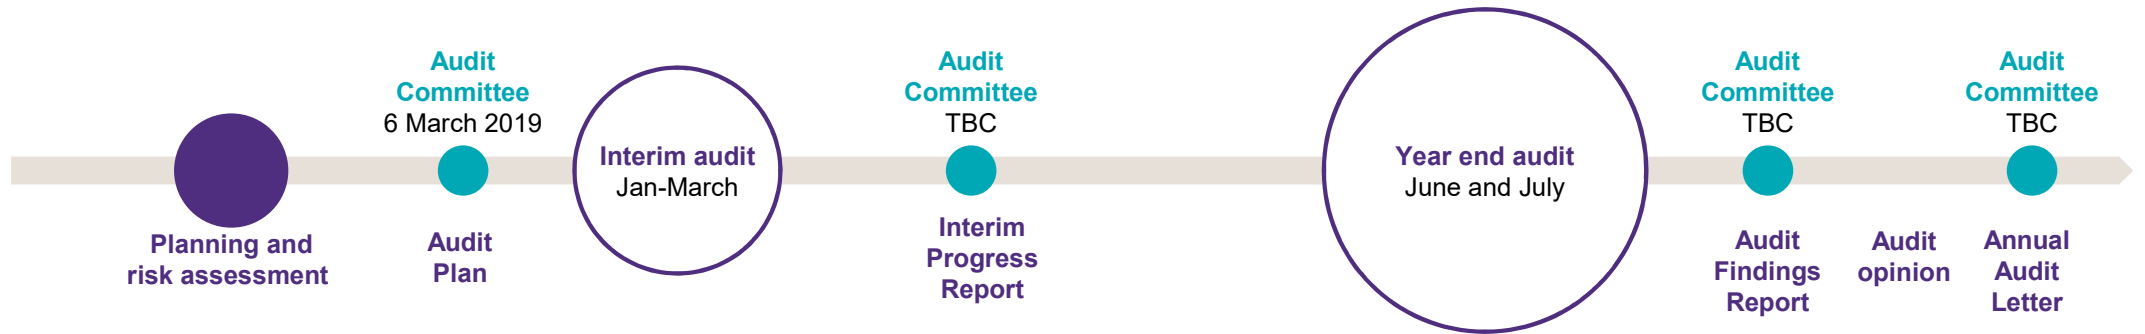 Planning and
risk assessment
Audit
Committee
6 March 2019
Audit
Plan
Interim audit
Jan-March
Audit
Committee
TBC
Interim
Progress
Report
Year end audit
June and July
Audit
Committee
TBC
Audit
Findings
Report
Audit
opinion
Audit
Committee
TBC
Annual
Audit
Letter